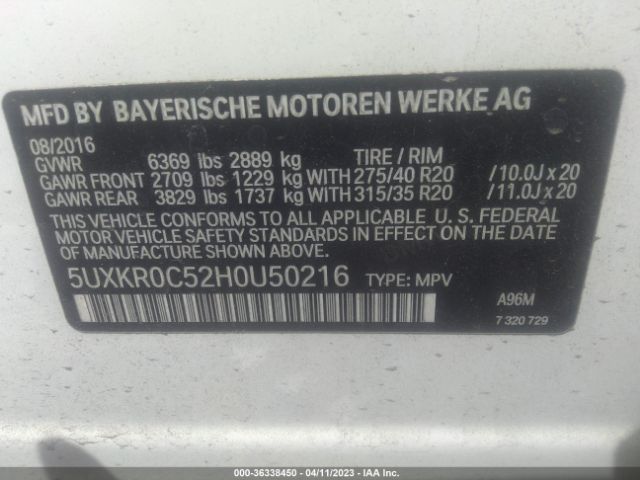 MFD BY BAYERISCHE MOTOREN WERKE AG
08/2016
GVWR 6369 lbs 2889 kg TIRE / RIM
GAWR FRONT 2709 lbs 1229 kg WITH 275/40 R20 / 10.0J x 20
GAWR REAR 3829 lbs 1737 kg WITH 315/35 R20 / 11.0J x 20
THIS VEHICLE CONFORMS TO ALL APPLICABLE U. S. FEDERAL
MOTOR VEHICLE SAFETY STANDARDS IN EFFECT ON THE DATE
OF MANUFACTURE SHOWN ABOVE.
5UXKR0C52H0U50216 TYPE: MPV
A96M
7 320 729
000-36338450 - 04/11/2023 - IAA Inc.